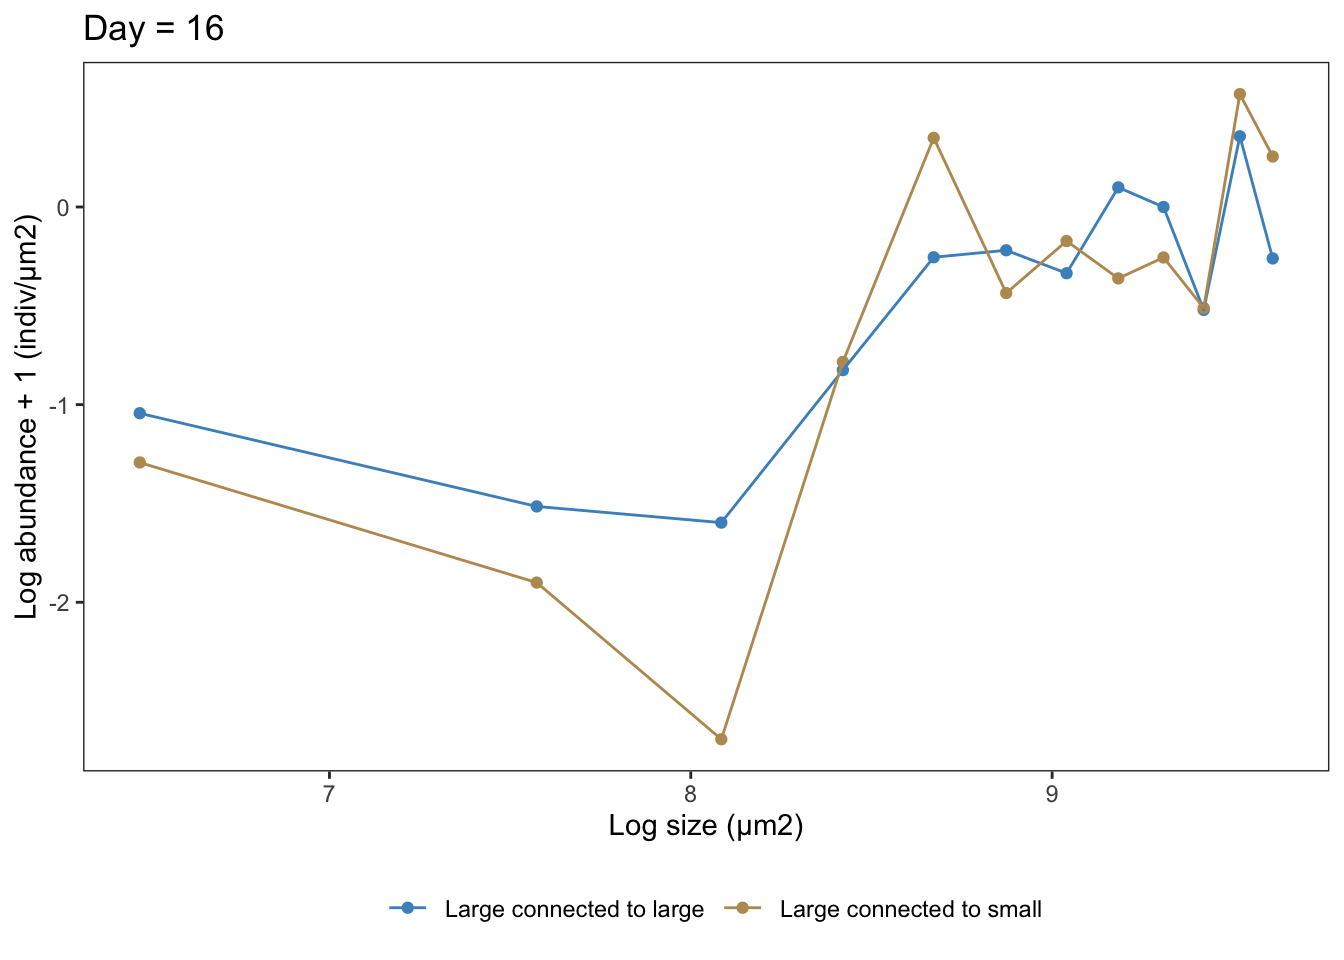 Day = 16
Log abundance + 1 (indiv/µm2)
0
-1
-2
7 8 9
Log size (µm2)
Large connected to large Large connected to small